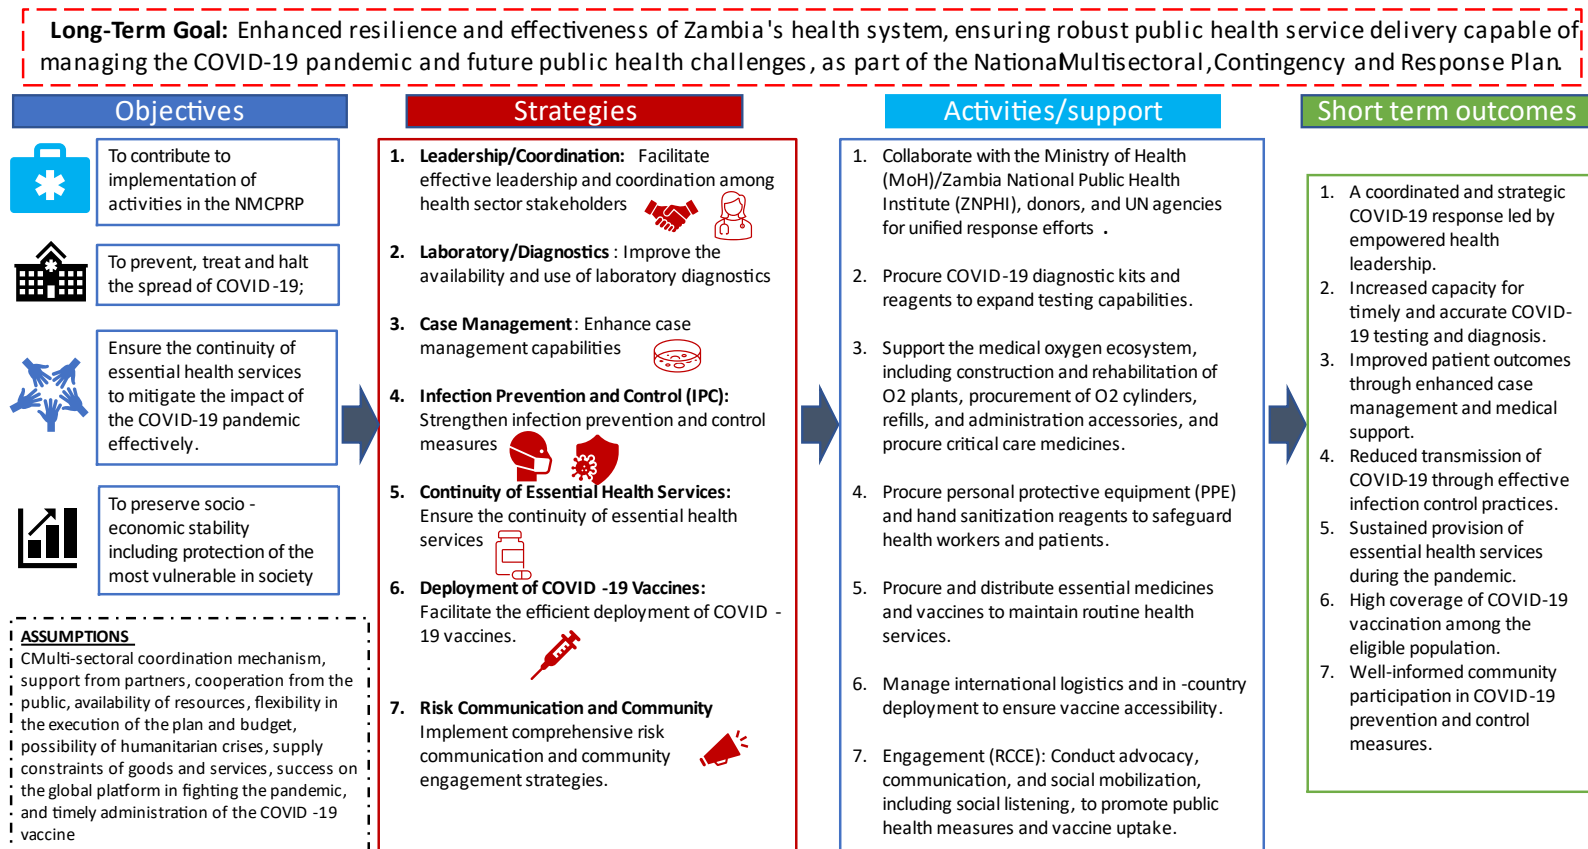 Long-Term Goal: Enhanced resilience and effectiveness of Zambia's health system, ensuring robust public health service delivery capable of
managing the COVID-19 pandemic and future public health challenges, as part of the National Multisectoral, Contingency and Response Plan.
Objectives
To contribute to
implementation of
activities in the NMCPRP
To prevent, treat and halt
the spread of COVID-19;
Ensure the continuity of
essential health services
to mitigate the impact of
the COVID-19 pandemic
effectively.
To preserve socio -
economic stability
including protection of the
most vulnerable in society
ASSUMPTIONS
CMulti-sectoral coordination mechanism,
support from partners, cooperation from the
public, availability of resources, flexibility in
the execution of the plan and budget,
possibility of humanitarian crises, supply
constraints of goods and services, success on
the global platform in fighting the pandemic,
and timely administration of the COVID -19
vaccine
Strategies
1. Leadership/Coordination: Facilitate
effective leadership and coordination among
health sector stakeholders
2. Laboratory/Diagnostics : Improve the
availability and use of laboratory diagnostics
3. Case Management : Enhance case
management capabilities
4. Infection Prevention and Control (IPC):
Strengthen infection prevention and control
measures
5. Continuity of Essential Health Services:
Ensure the continuity of essential health
services
6. Deployment of COVID -19 Vaccines:
Facilitate the efficient deployment of COVID -
19 vaccines.
7. Risk Communication and Community
Implement comprehensive risk
communication and community
engagement strategies.
Activities/support
1. Collaborate with the Ministry of Health
(MoH)/Zambia National Public Health
Institute (ZNPHI), donors, and UN agencies
for unified response efforts .
2. Procure COVID-19 diagnostic kits and
reagents to expand testing capabilities.
3. Support the medical oxygen ecosystem,
including construction and rehabilitation of
O2 plants, procurement of O2 cylinders,
refills, and administration accessories, and
procure critical care medicines.
4. Procure personal protective equipment (PPE)
and hand sanitization reagents to safeguard
health workers and patients.
5. Procure and distribute essential medicines
and vaccines to maintain routine health
services.
6. Manage international logistics and in -country
deployment to ensure vaccine accessibility.
7. Engagement (RCCE): Conduct advocacy,
communication, and social mobilization,
including social listening, to promote public
health measures and vaccine uptake.
Short term outcomes
1. A coordinated and strategic
COVID-19 response led by
empowered health
leadership.
2. Increased capacity for
timely and accurate COVID-
19 testing and diagnosis.
3. Improved patient outcomes
through enhanced case
management and medical
support.
4. Reduced transmission of
COVID-19 through effective
infection control practices.
5. Sustained provision of
essential health services
during the pandemic.
6. High coverage of COVID-19
vaccination among the
eligible population.
7. Well-informed community
participation in COVID-19
prevention and control
measures.